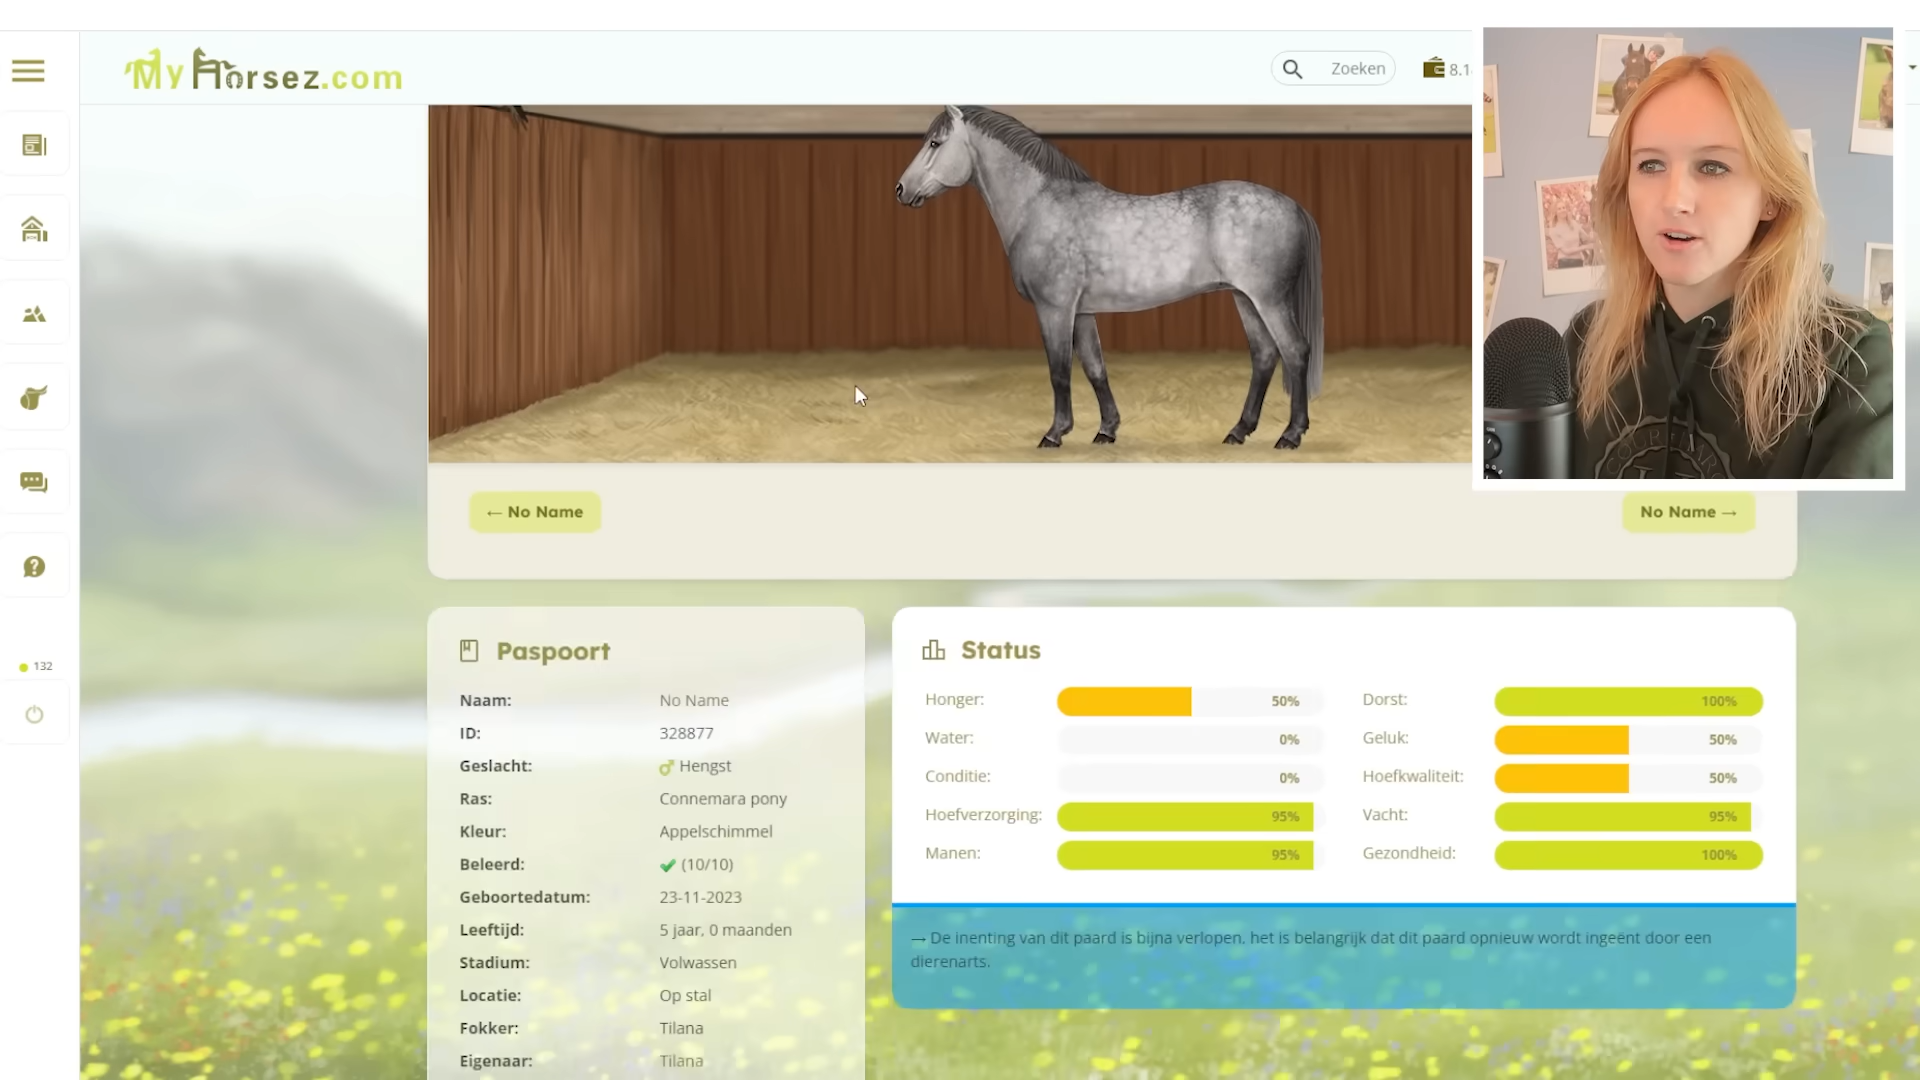 My Horsez.com
Zoeken
8.1
← No Name
No Name →
Paspoort
Naam: No Name
ID: 328877
Geslacht: Hengst
Ras: Connemara pony
Kleur: Appelschimmel
Beleerd: (10/10)
Geboortedatum: 23-11-2023
Leeftijd: 5 jaar, 0 maanden
Stadium: Volwassen
Locatie: Op stal
Fokker: Tilana
Eigenaar: Tilana
Status
Honger: 50% Dorst: 100%
Water: 0% Geluk: 50%
Conditie: 0% Hoefkwaliteit: 50%
Hoefverzorging: 95% Vacht: 95%
Manen: 95% Gezondheid: 100%
→ De inenting van dit paard is bijna verlopen, het is belangrijk dat dit paard opnieuw wordt ingeënt door een
dierenarts.
132